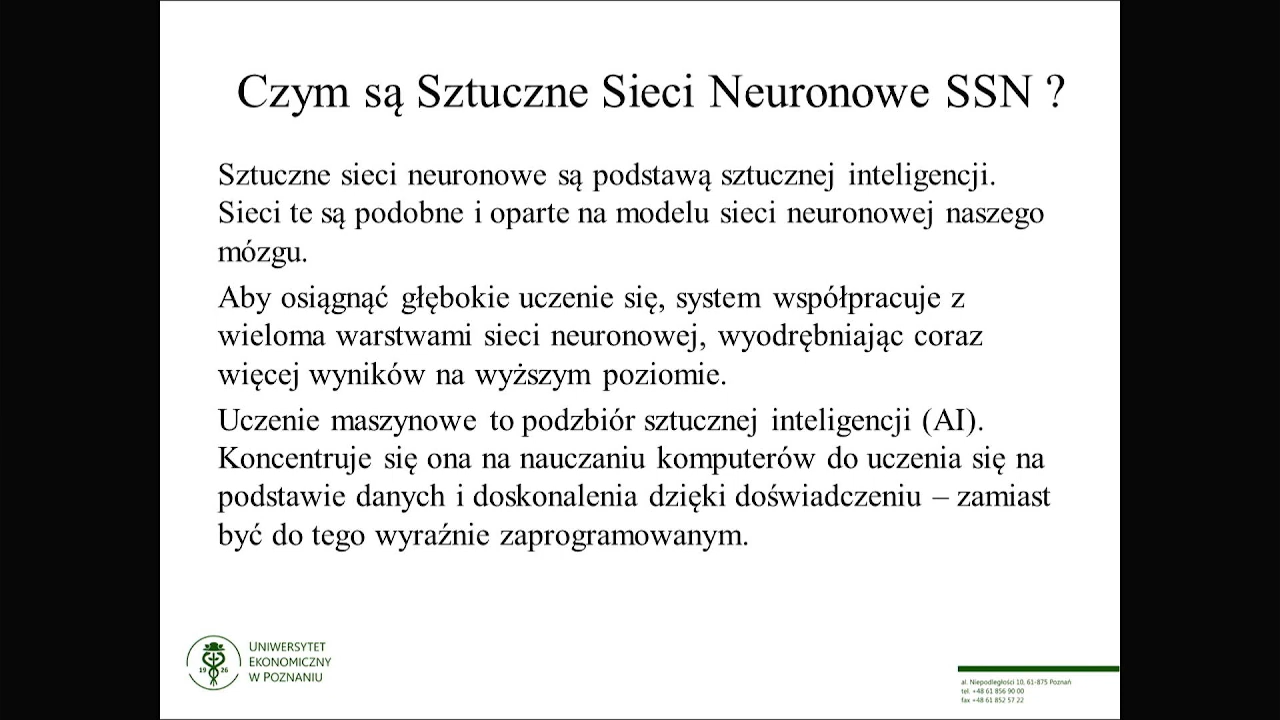 Czym są Sztuczne Sieci Neuronowe SSN ?
Sztuczne sieci neuronowe są podstawą sztucznej inteligencji.
Sieci te są podobne i oparte na modelu sieci neuronowej naszego
mózgu.
Aby osiągnąć głębokie uczenie się, system współpracuje z
wieloma warstwami sieci neuronowej, wyodrębniając coraz
więcej wyników na wyższym poziomie.
Uczenie maszynowe to podzbiór sztucznej inteligencji (AI).
Koncentruje się ona na nauczaniu komputerów do uczenia się na
podstawie danych i doskonalenia dzięki doświadczeniu – zamiast
być do tego wyraźnie zaprogramowanym.
19 26
UNIWERSYTET
EKONOMICZNY
W POZNANIU
al. Niepodległości 10, 61-875 Poznań
tel. +48 61 856 90 00
fax +48 61 852 57 22